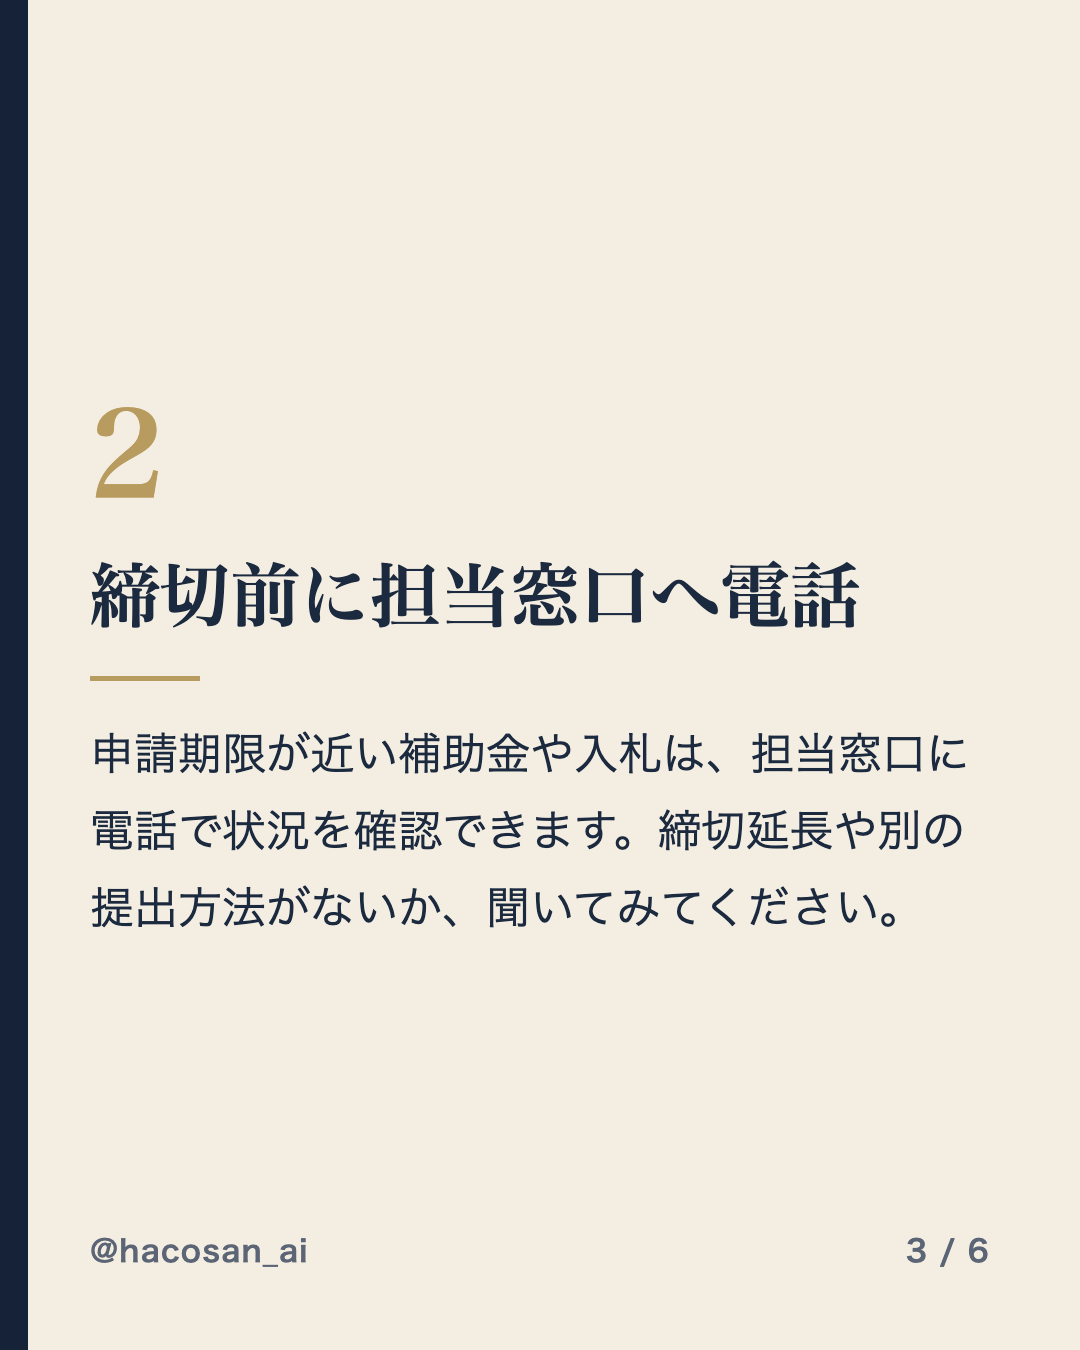 2
締切前に担当窓口へ電話
申請期限が近い補助金や入札は、担当窓口に
電話で状況を確認できます。締切延長や別の
提出方法がないか、聞いてみてください。
@hacosan_ai
3 / 6